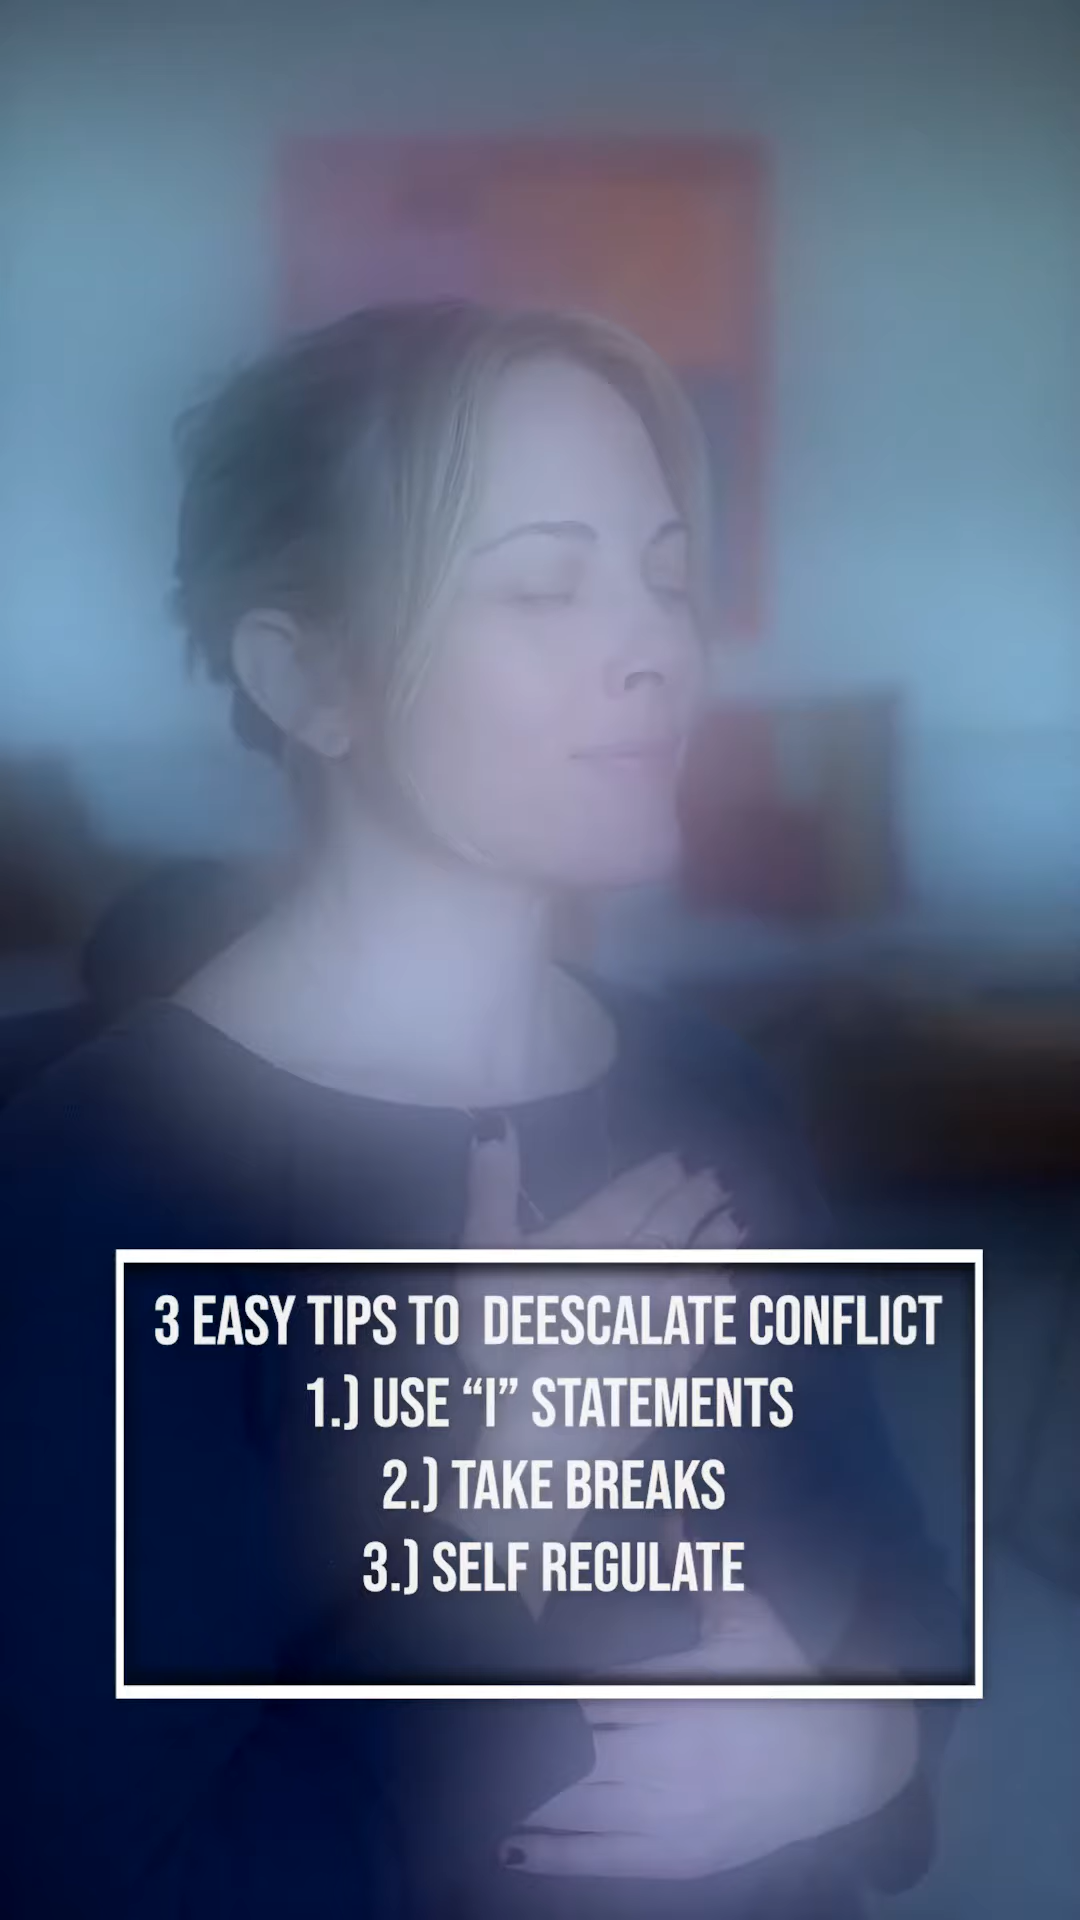 3 EASY TIPS TO  DEESCALATE CONFLICT
1.) USE “I” STATEMENTS
2.) TAKE BREAKS
3.) SELF REGULATE